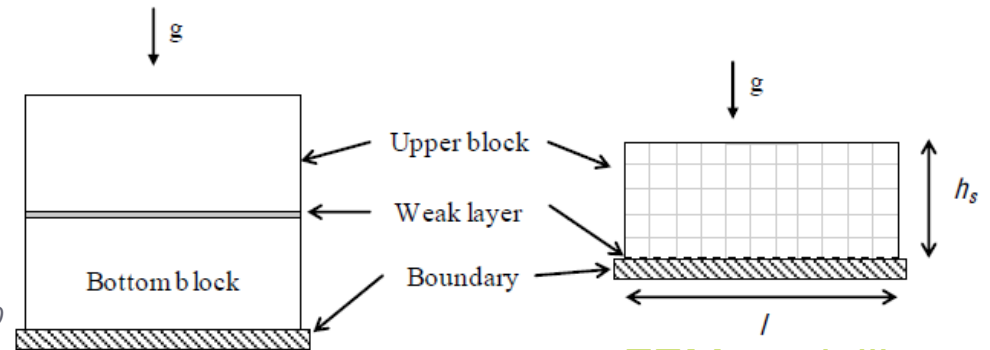 g
g
Upper block
h_s
Weak layer
Bottom block
Boundary
l